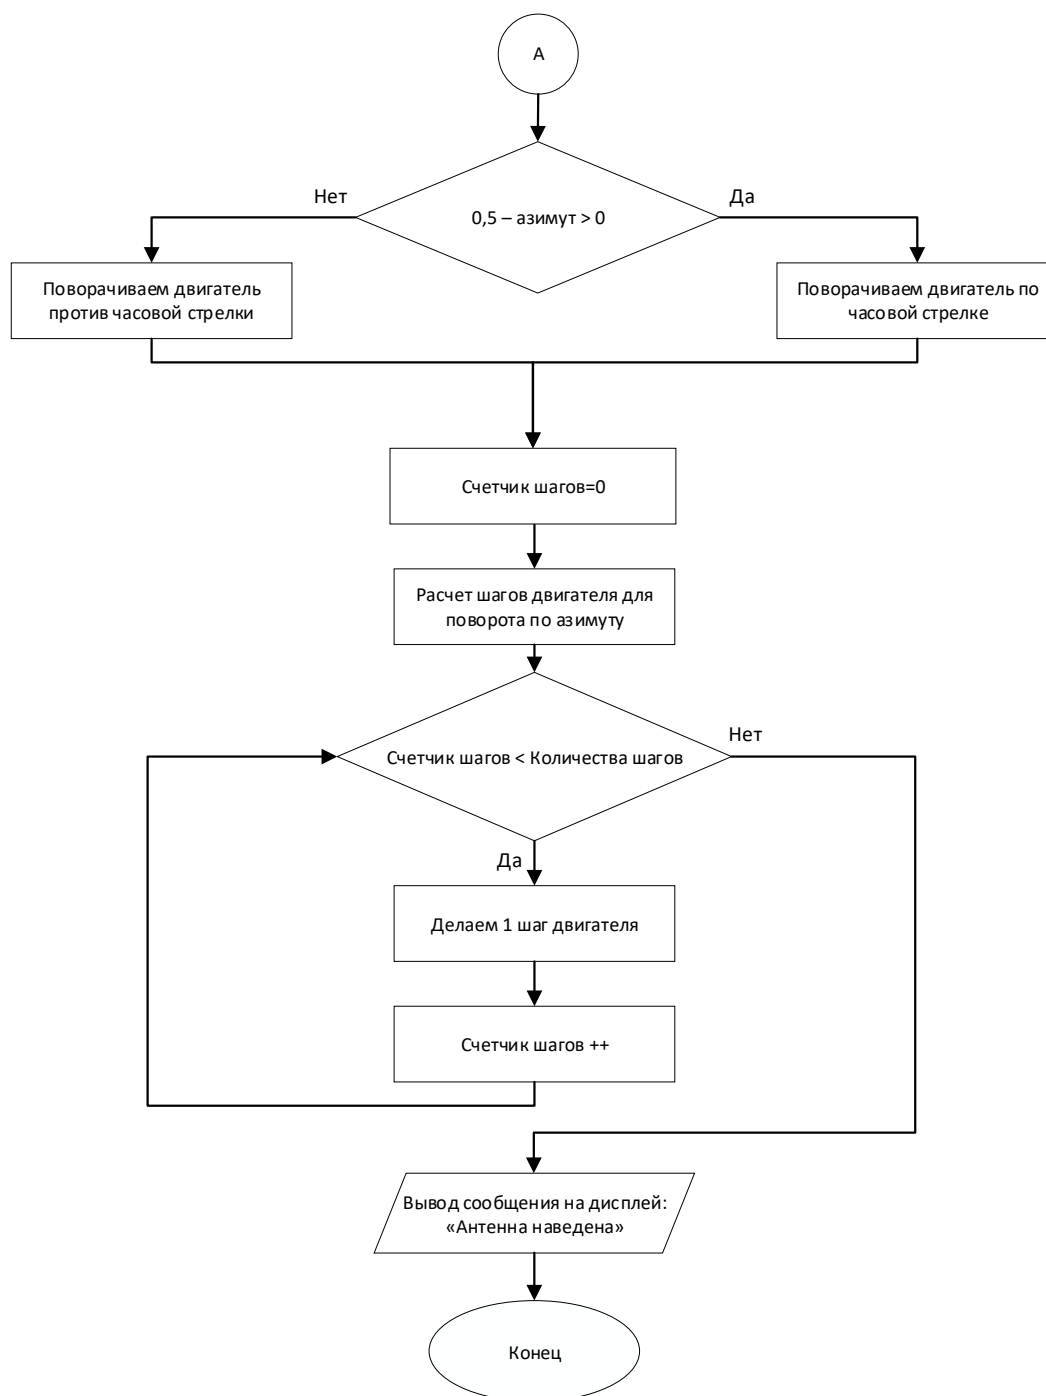 А
0,5 – азимут > 0
Нет
Да
Поворачиваем двигатель
против часовой стрелки
Поворачиваем двигатель по
часовой стрелке
Счетчик шагов=0
Расчет шагов двигателя для
поворота по азимуту
Счетчик шагов < Количества шагов
Нет
Да
Делаем 1 шаг двигателя
Счетчик шагов ++
Вывод сообщения на дисплей:
«Антенна наведена»
Конец